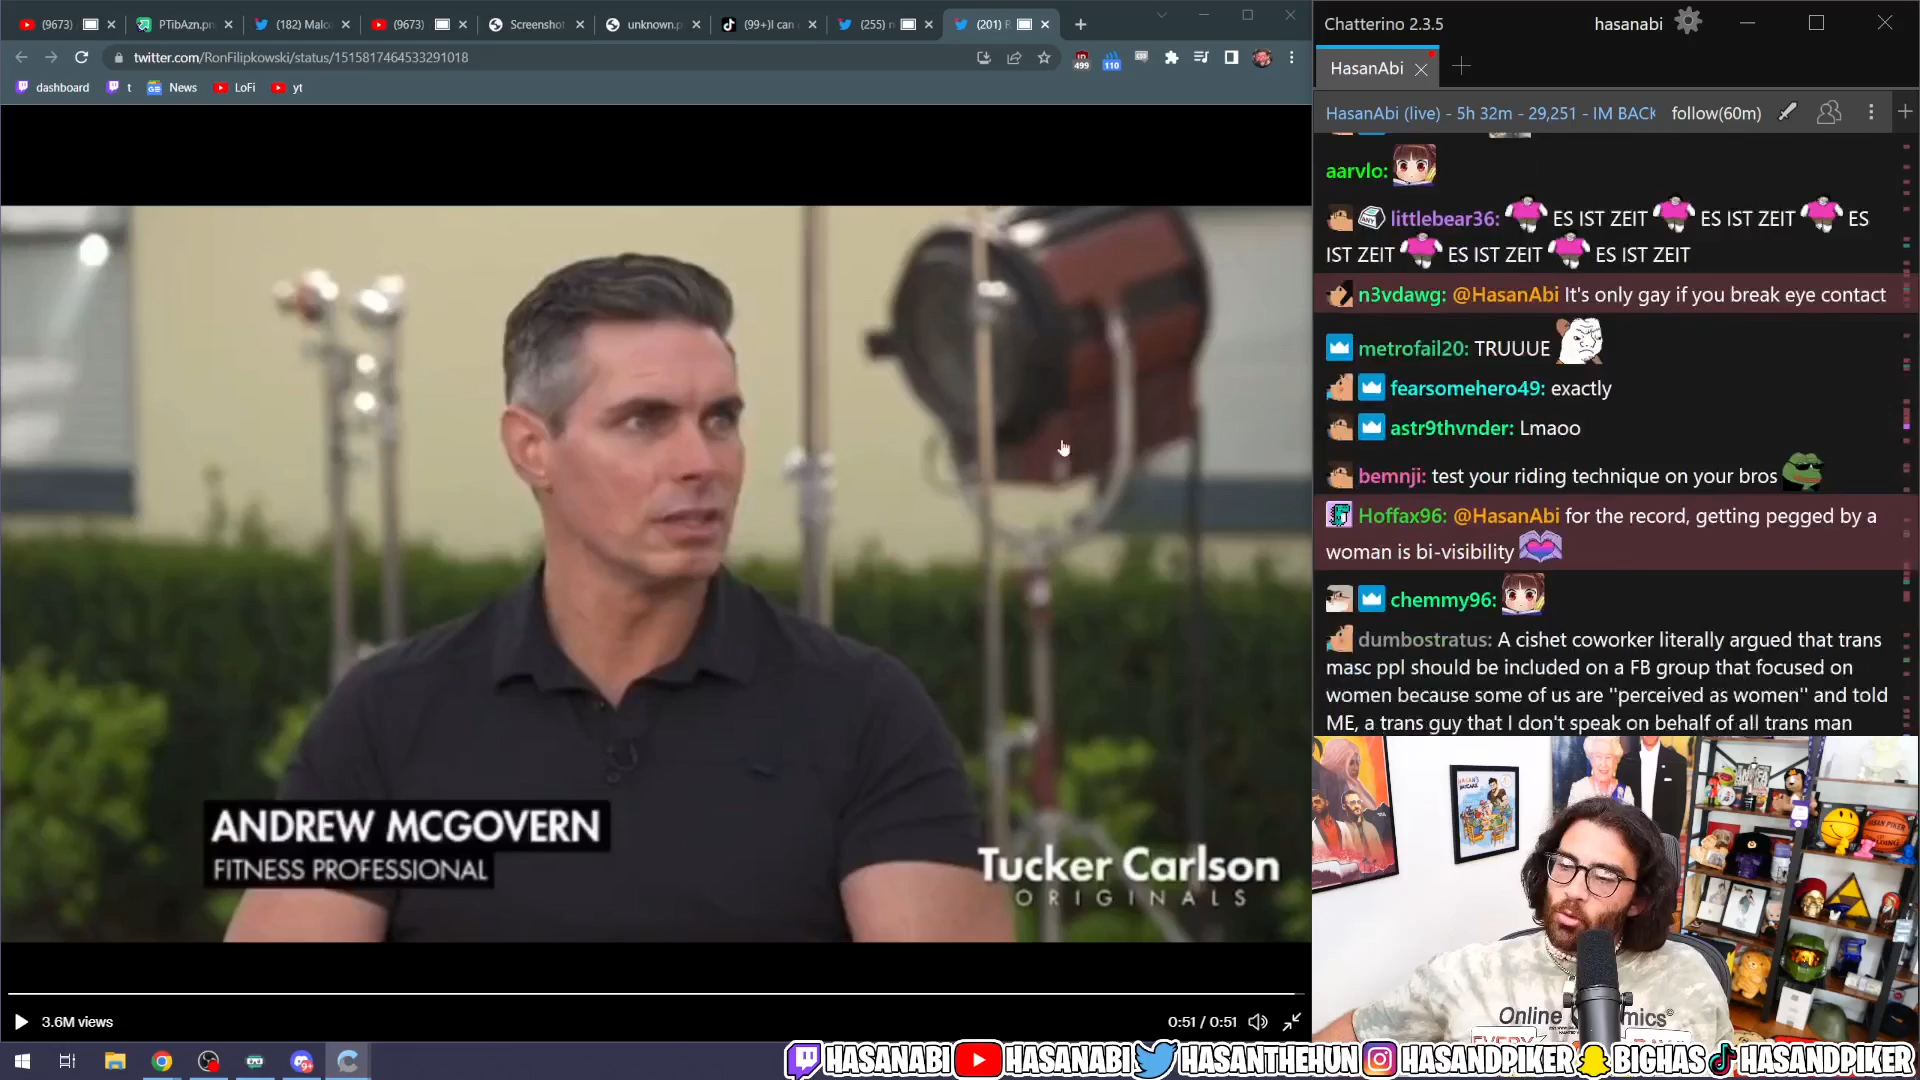 (9673)
PTibAzn.pn
(182) Malc
(9673)
Screenshot
unknown.p
(99+) I can
(255) n
(201) R
twitter.com/RonFilipkowski/status/1515817464533291018
499
110
dashboard
t
News
LoFi
yt
ANDREW MCGOVERN
FITNESS PROFESSIONAL
Tucker Carlson
ORIGINALS
3.6M views
0:51 / 0:51
Chatterino 2.3.5
hasanabi
HasanAbi
HasanAbi (live) - 5h 32m - 29,251 - IM BACK
follow(60m)
aarvlo:
littlebear36: ES IST ZEIT ES IST ZEIT ES
IST ZEIT ES IST ZEIT ES IST ZEIT
n3vdawg: @HasanAbi It's only gay if you break eye contact
metrofail20: TRUUUE
fearsomehero49: exactly
astr9thvnder: Lmaoo
bemnji: test your riding technique on your bros
Hoffax96: @HasanAbi for the record, getting pegged by a
woman is bi-visibility
chemmy96:
dumbostratus: A cishet coworker literally argued that trans
masc ppl should be included on a FB group that focused on
women because some of us are "perceived as women" and told
ME, a trans guy that I don't speak on behalf of all trans man
HASANABI HASANABI HASANTHEHUN HASANDPIKER BIGHAS HASANDPIKER